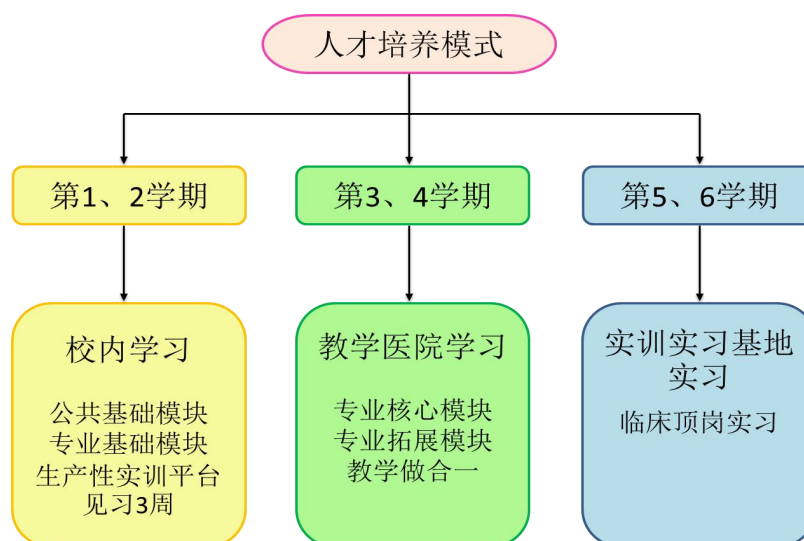 人才培养模式
第1、2学期
第3、4学期
第5、6学期
校内学习
公共基础模块
专业基础模块
生产性实训平台
见习3周
教学医院学习
专业核心模块
专业拓展模块
教学做合一
实训实习基地
实习
临床顶岗实习